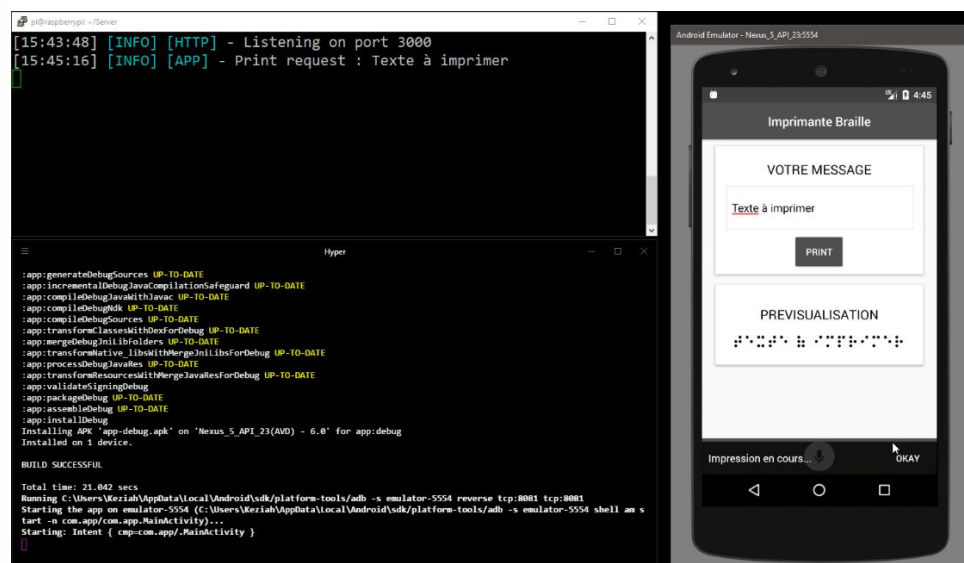 pi@raspberrypi: ~/Server
[15:43:48] [INFO] [HTTP] - Listening on port 3000
[15:45:16] [INFO] [APP] - Print request : Texte à imprimer
Hyper
:app:generateDebugSources UP-TO-DATE
:app:incrementalDebugJavaCompilationSafeguard UP-TO-DATE
:app:compileDebugJavaWithJavac UP-TO-DATE
:app:compileDebugNdk UP-TO-DATE
:app:compileDebugSources UP-TO-DATE
:app:transformClassesWithDexForDebug UP-TO-DATE
:app:mergeDebugJniLibFolders UP-TO-DATE
:app:transformNative_libsWithMergeJniLibsForDebug UP-TO-DATE
:app:processDebugJavaRes UP-TO-DATE
:app:transformResourcesWithMergeJavaResForDebug UP-TO-DATE
:app:validateSigningDebug
:app:packageDebug UP-TO-DATE
:app:assembleDebug UP-TO-DATE
:app:installDebug
Installing APK 'app-debug.apk' on 'Nexus_5_API_23(AVD) - 6.0' for app:debug
Installed on 1 device.
BUILD SUCCESSFUL
Total time: 21.042 secs
Running C:\Users\Keziah\AppData\Local\Android\sdk/platform-tools/adb -s emulator-5554 reverse tcp:8081 tcp:8081
Starting the app on emulator-5554 (C:\Users\Keziah\AppData\Local\Android\sdk/platform-tools/adb -s emulator-5554 shell am s
tart -n com.app/com.app.MainActivity)...
Starting: Intent { cmp=com.app/.MainActivity }
Android Emulator - Nexus_5_API_23:5554
4:45
Imprimante Braille
VOTRE MESSAGE
Texte à imprimer
PRINT
PREVISUALISATION
⠞⠑⠭⠞⠑ ⠷ ⠊⠍⠏⠗⠊⠍⠑⠗
Impression en cours...
OKAY